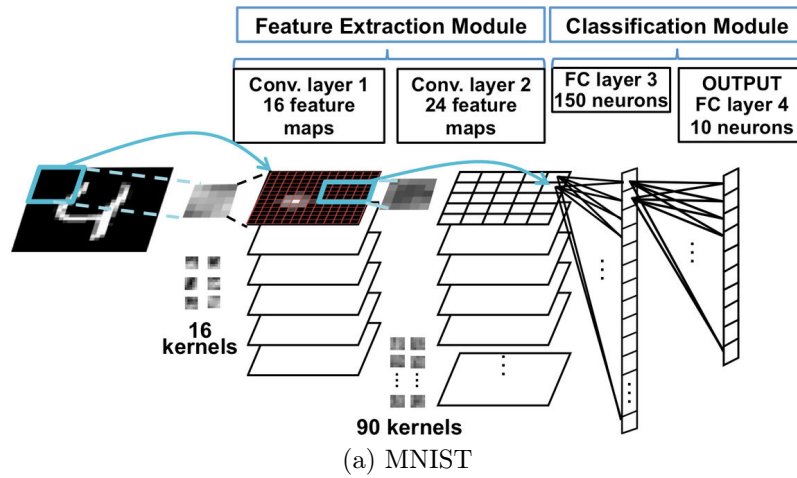 Feature Extraction Module
Classification Module
Conv. layer 1
16 feature
maps
Conv. layer 2
24 feature
maps
FC layer 3
150 neurons
OUTPUT
FC layer 4
10 neurons
16
kernels
90 kernels
(a) MNIST